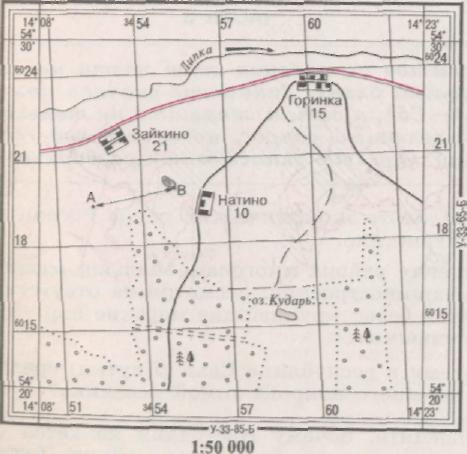 14° 08' 34 54 57 60 14° 23'
54° 30' 54° 30'
60 24 60 24
Липка
Горинка
15
Зайкино
21
21 21
А В
Натино
10
18 18
У-33-85-Б
оз.Кударь
60 15 60 15
54° 20' 54° 20'
14° 08' 51 34 54 57 60 14° 23'
У-33-85-Б
1:50 000